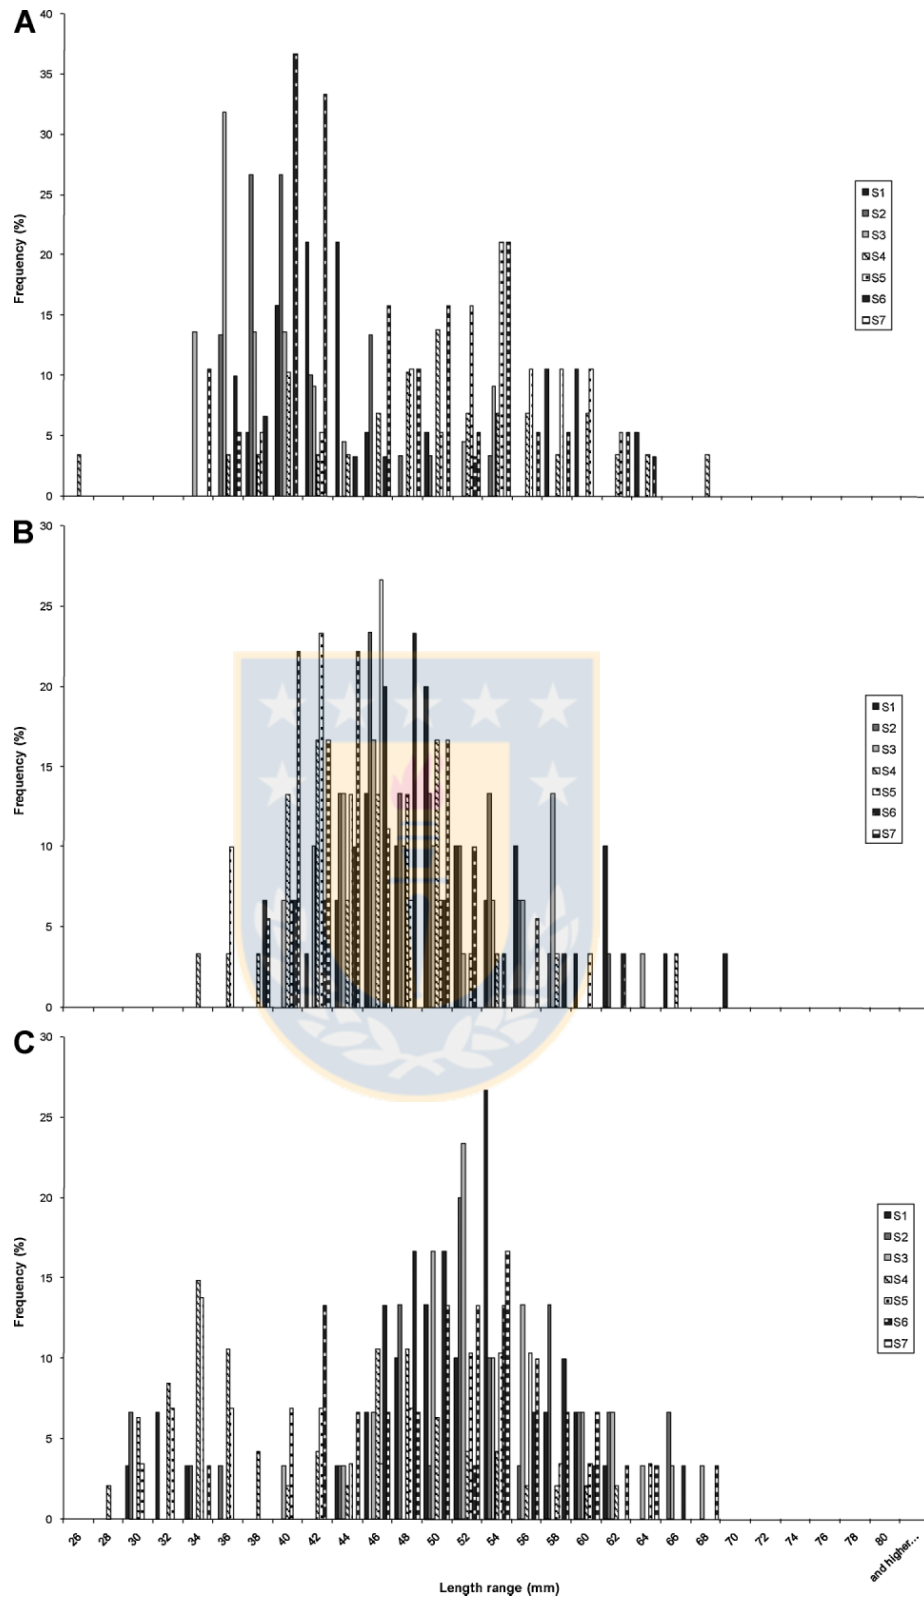 A
40
35
30
25
20
15
10
5
0
Frequency (%)
S1
S2
S3
S4
S5
S6
S7
B
30
25
20
15
10
5
0
Frequency (%)
S1
S2
S3
S4
S5
S6
S7
C
30
25
20
15
10
5
0
Frequency (%)
S1
S2
S3
S4
S5
S6
S7
26 28 30 32 34 36 38 40 42 44 46 48 50 52 54 56 58 60 62 64 66 68 70 72 74 76 78 80 and higher...
Length range (mm)